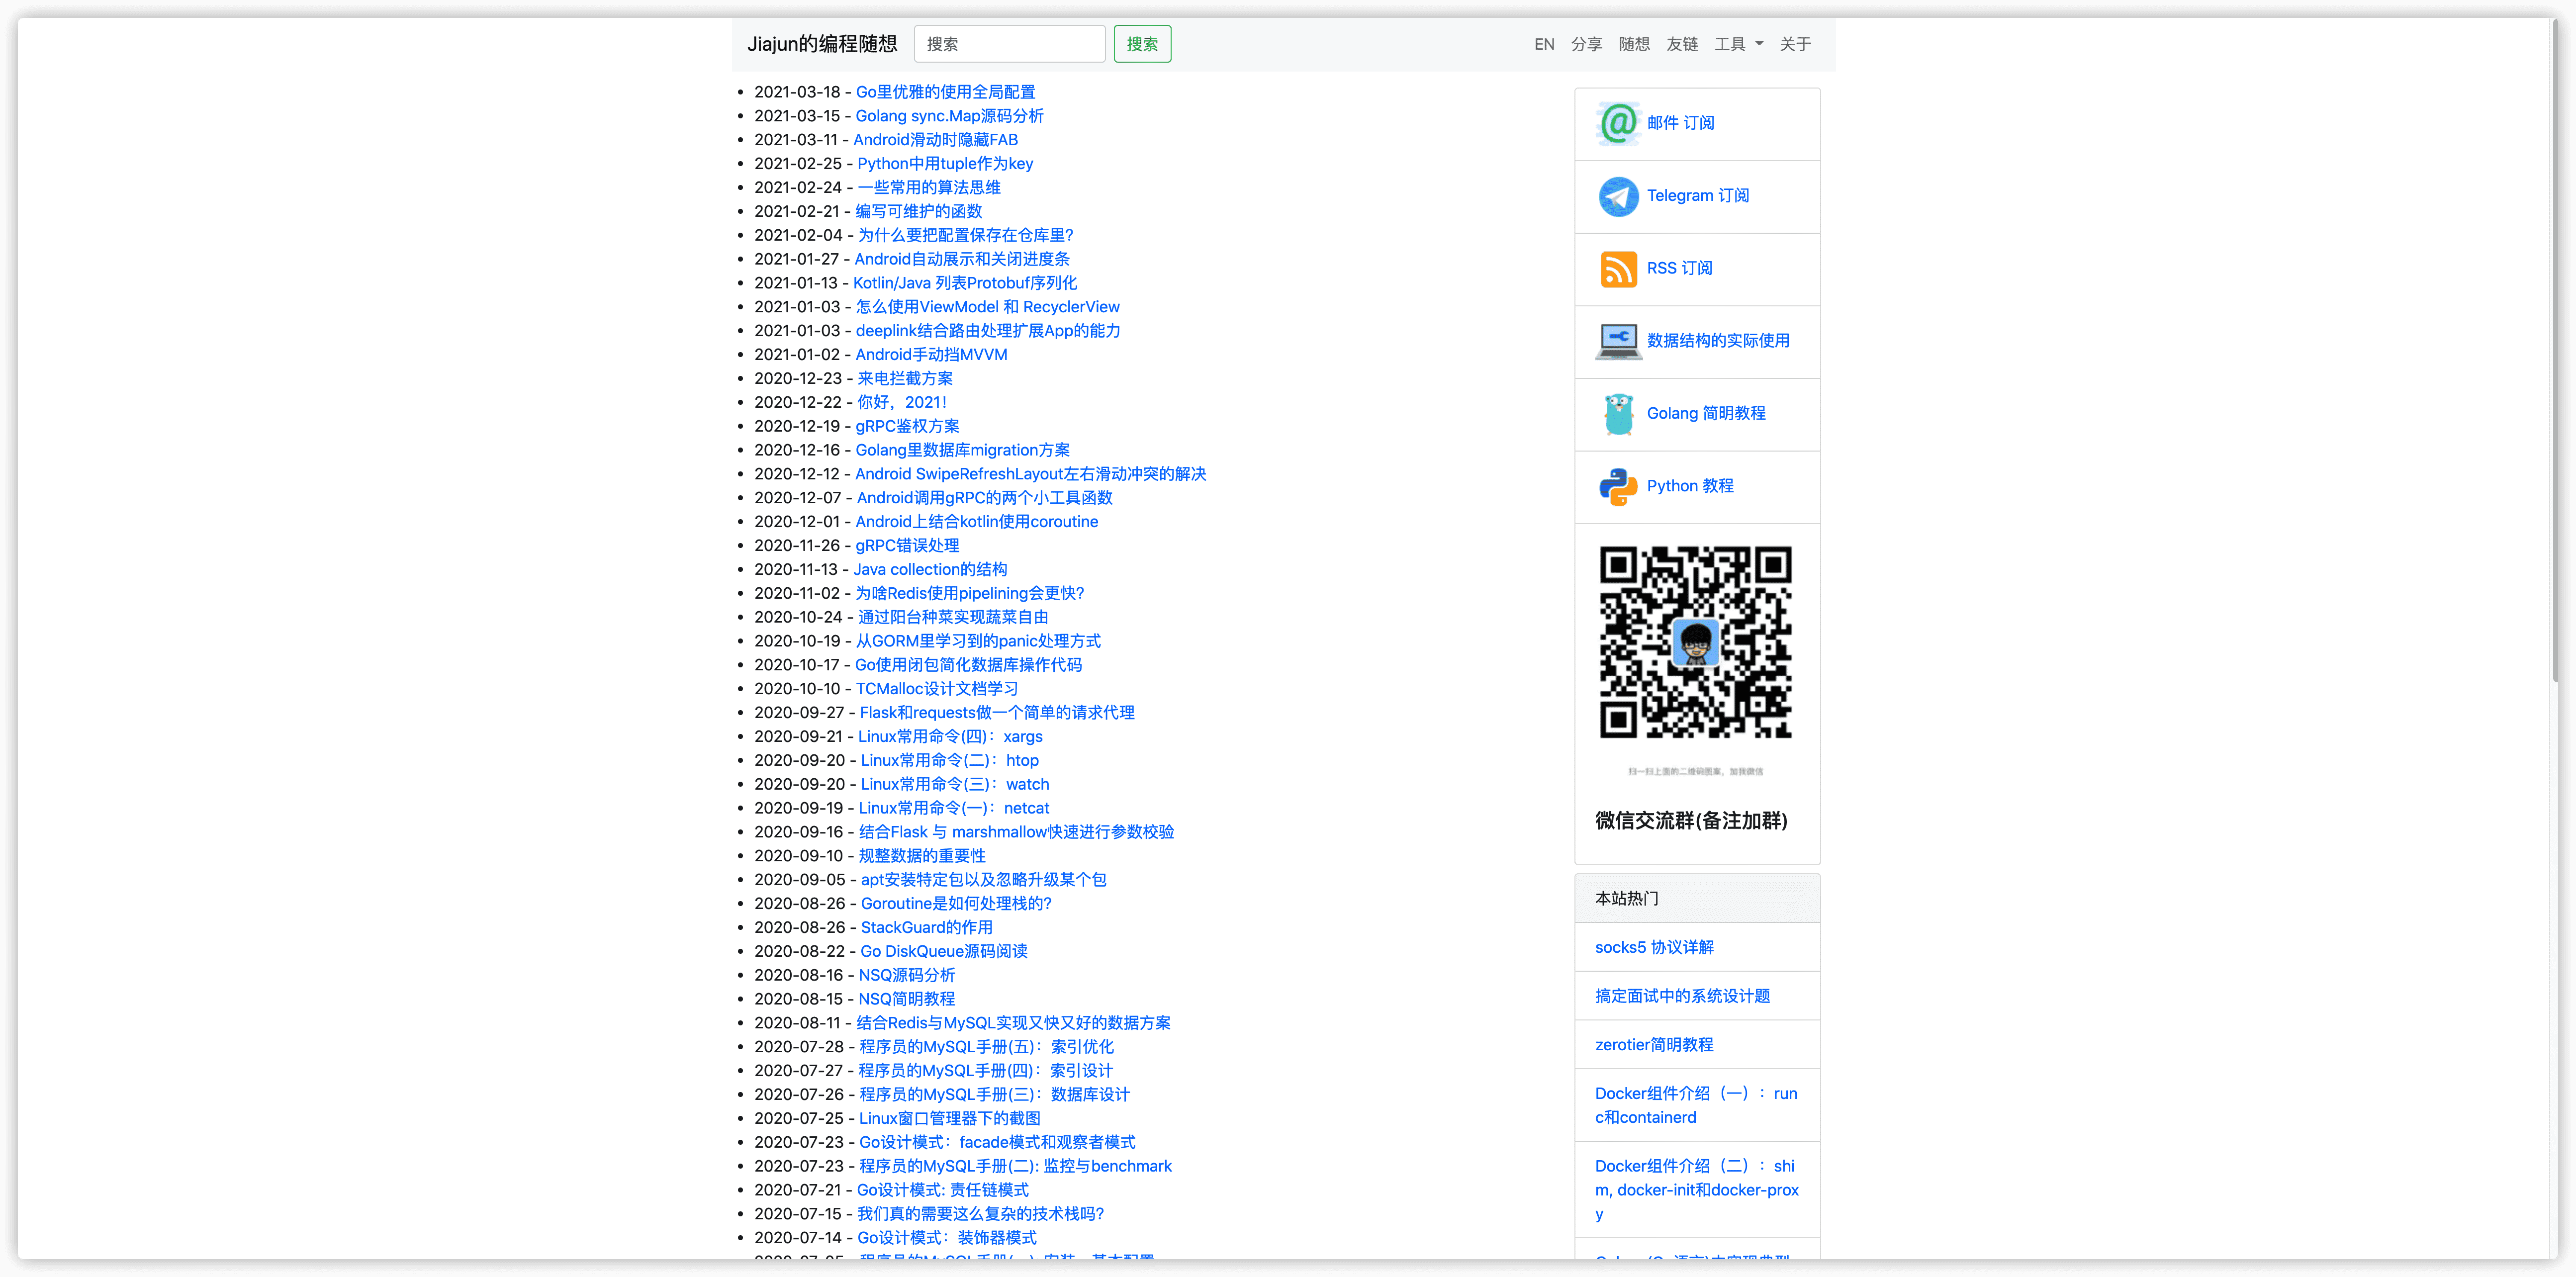 Jiajun的编程随想
搜索
搜索
EN 分享 随想 友链 工具 关于
2021-03-18 - Go里优雅的使用全局配置
2021-03-15 - Golang sync.Map源码分析
2021-03-11 - Android滑动时隐藏FAB
2021-02-25 - Python中用tuple作为key
2021-02-24 - 一些常用的算法思维
2021-02-21 - 编写可维护的函数
2021-02-04 - 为什么要把配置保存在仓库里?
2021-01-27 - Android自动展示和关闭进度条
2021-01-13 - Kotlin/Java 列表Protobuf序列化
2021-01-03 - 怎么使用ViewModel 和 RecyclerView
2021-01-03 - deeplink结合路由处理扩展App的能力
2021-01-02 - Android手动挡MVVM
2020-12-23 - 来电拦截方案
2020-12-22 - 你好，2021!
2020-12-19 - gRPC鉴权方案
2020-12-16 - Golang里数据库migration方案
2020-12-12 - Android SwipeRefreshLayout左右滑动冲突的解决
2020-12-07 - Android调用gRPC的两个小工具函数
2020-12-01 - Android上结合kotlin使用coroutine
2020-11-26 - gRPC错误处理
2020-11-13 - Java collection的结构
2020-11-02 - 为啥Redis使用pipelining会更快?
2020-10-24 - 通过阳台种菜实现蔬菜自由
2020-10-19 - 从GORM里学习到的panic处理方式
2020-10-17 - Go使用闭包简化数据库操作代码
2020-10-10 - TCMalloc设计文档学习
2020-09-27 - Flask和requests做一个简单的请求代理
2020-09-21 - Linux常用命令(四)：xargs
2020-09-20 - Linux常用命令(二)：htop
2020-09-20 - Linux常用命令(三)：watch
2020-09-19 - Linux常用命令(一)：netcat
2020-09-16 - 结合Flask 与 marshmallow快速进行参数校验
2020-09-10 - 规整数据的重要性
2020-09-05 - apt安装特定包以及忽略升级某个包
2020-08-26 - Goroutine是如何处理栈的?
2020-08-26 - StackGuard的作用
2020-08-22 - Go DiskQueue源码阅读
2020-08-16 - NSQ源码分析
2020-08-15 - NSQ简明教程
2020-08-11 - 结合Redis与MySQL实现又快又好的数据方案
2020-07-28 - 程序员的MySQL手册(五)：索引优化
2020-07-27 - 程序员的MySQL手册(四)：索引设计
2020-07-26 - 程序员的MySQL手册(三)：数据库设计
2020-07-25 - Linux窗口管理器下的截图
2020-07-23 - Go设计模式：facade模式和观察者模式
2020-07-23 - 程序员的MySQL手册(二): 监控与benchmark
2020-07-21 - Go设计模式: 责任链模式
2020-07-15 - 我们真的需要这么复杂的技术栈吗?
2020-07-14 - Go设计模式：装饰器模式
邮件 订阅
Telegram 订阅
RSS 订阅
数据结构的实际使用
Golang 简明教程
Python 教程
扫一扫上面的二维码图案，加我微信
微信交流群(备注加群)
本站热门
socks5 协议详解
搞定面试中的系统设计题
zerotier简明教程
Docker组件介绍（一）：run
c和containerd
Docker组件介绍（二）：shi
m, docker-init和docker-prox
y